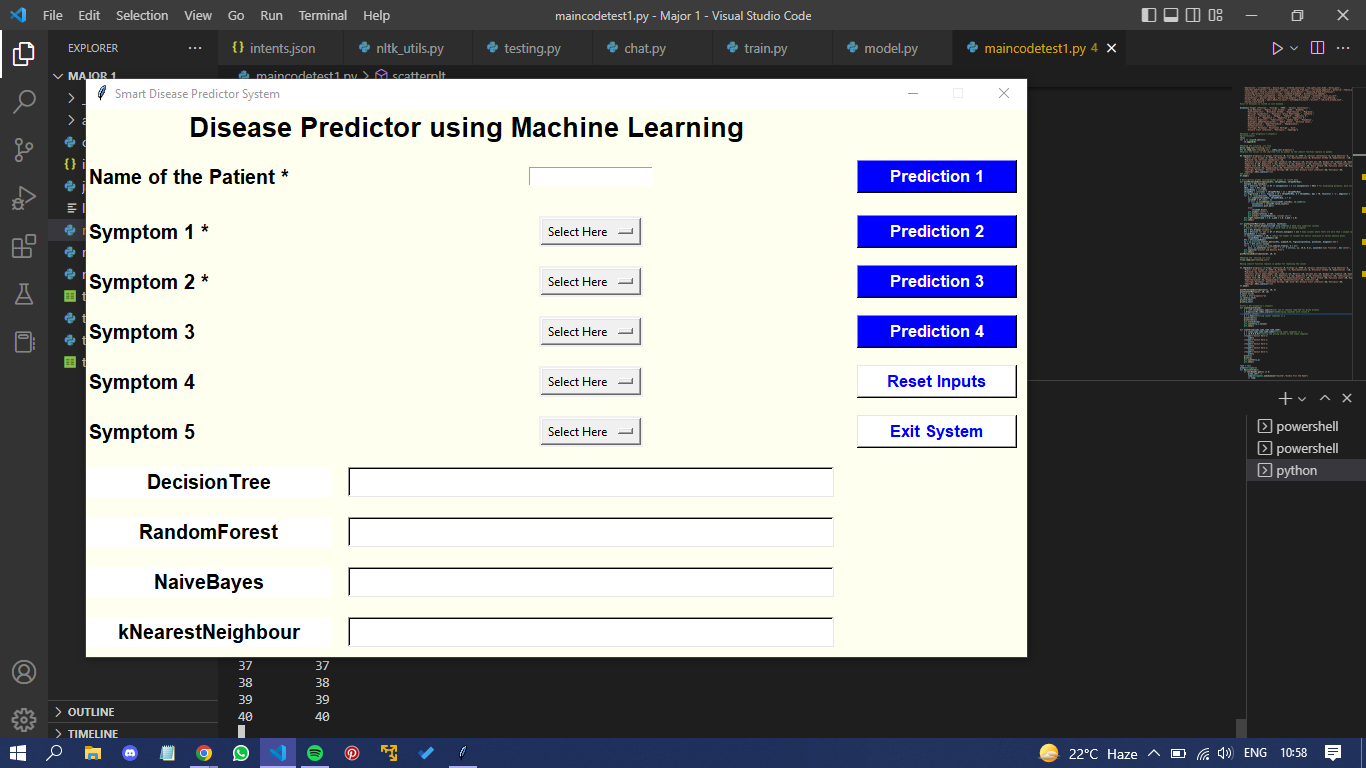 File Edit Selection View Go Run Terminal Help maincodetest1.py - Major 1 - Visual Studio Code
EXPLORER
intents.json nltk_utils.py testing.py chat.py train.py model.py maincodetest1.py 4
MAJOR 1
maincodetest1.py > scatterplt
Smart Disease Predictor System
Disease Predictor using Machine Learning
Name of the Patient * Prediction 1
Symptom 1 * Select Here Prediction 2
Symptom 2 * Select Here Prediction 3
Symptom 3 Select Here Prediction 4
Symptom 4 Select Here Reset Inputs
Symptom 5 Select Here Exit System
DecisionTree
RandomForest
NaiveBayes
kNearestNeighbour
powershell
powershell
python
37 37
38 38
39 39
40 40
OUTLINE
TIMELINE
22°C Haze ENG 10:58